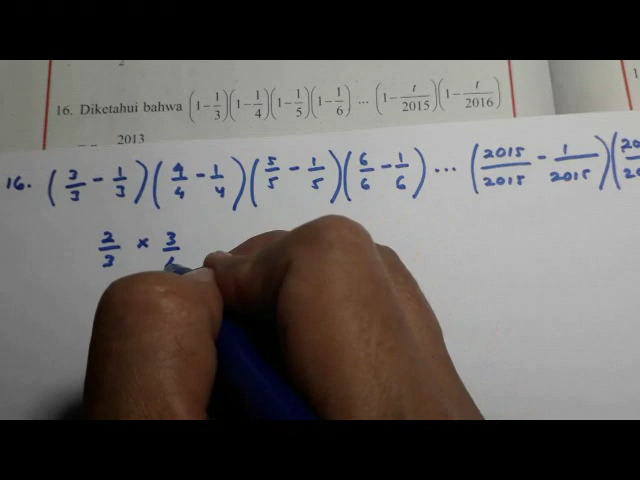 16. Diketahui bahwa (1-1/3)(1-1/4)(1-1/5)(1-1/6) ... (1-t/2015)(1-t/2016)
2013
16. (3/3 - 1/3)(4/4 - 1/4)(5/5 - 1/5)(6/6 - 1/6) ... (2015/2015 - 1/2015)(
2/3 × 3/